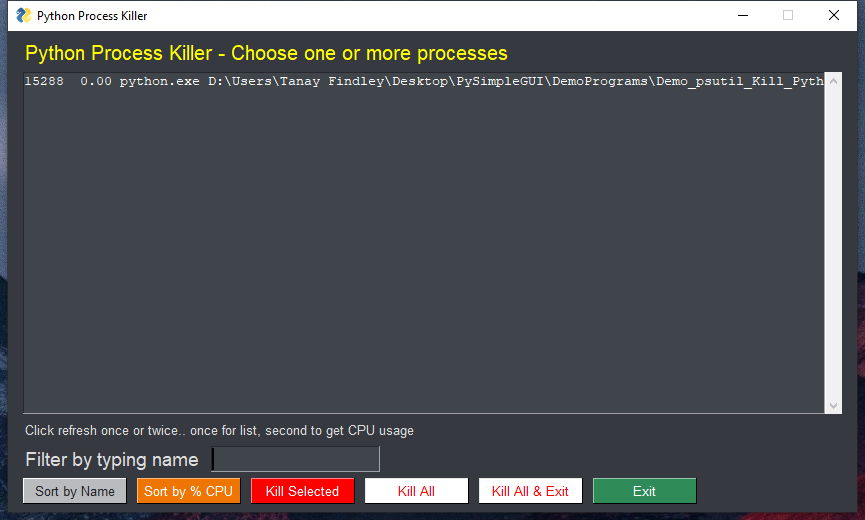 Python Process Killer
Python Process Killer - Choose one or more processes
15288  0.00 python.exe D:\Users\Tanay Findley\Desktop\PySimpleGUI\DemoPrograms\Demo_psutil_Kill_Pyth
Click refresh once or twice.. once for list, second to get CPU usage
Filter by typing name
Sort by Name Sort by % CPU Kill Selected Kill All Kill All & Exit Exit